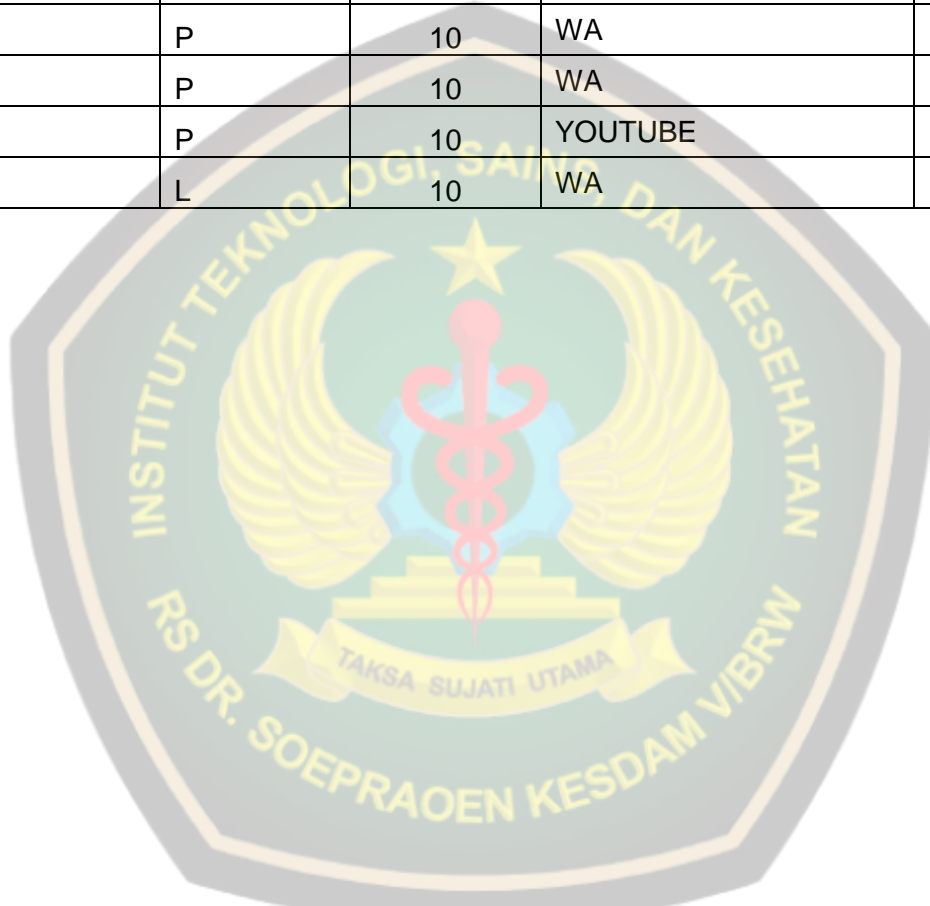 P 10 WA
P 10 WA
P 10 YOUTUBE
L 10 WA
INSTITUT TEKNOLOGI, SAINS, DAN KESEHATAN
TAKSA SUJATI UTAMA
RS DR. SOEPRAOEN KESDAM V/BRW